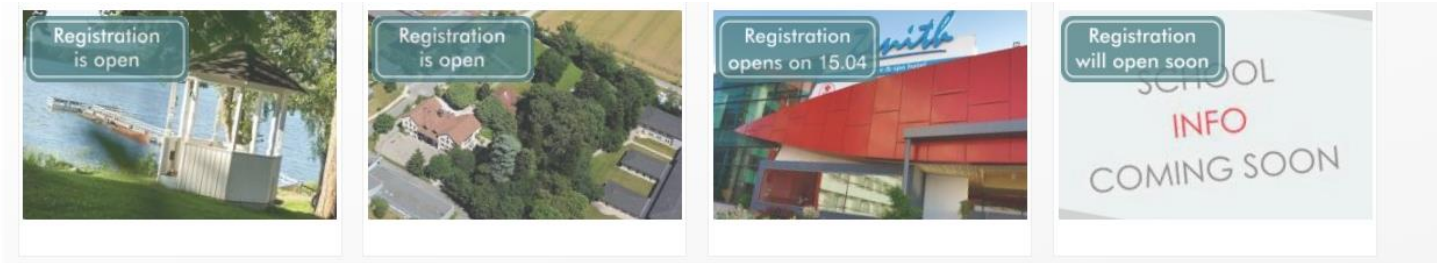 Registration
is open
Registration
is open
Registration
opens on 15.04
Registration
will open soon
SCHOOL
INFO
COMING SOON